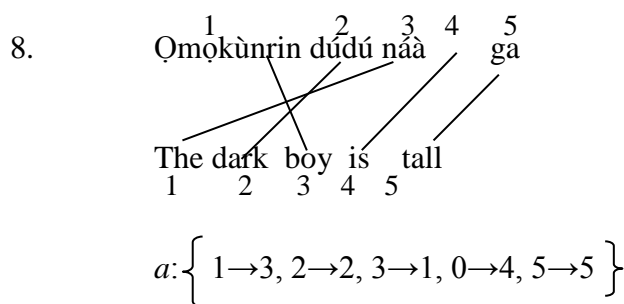 1 2 3 4 5
8. Ọmọkùnrin dúdú náà ga
The dark boy is tall
1 2 3 4 5
a:{ 1→3, 2→2, 3→1, 0→4, 5→5 }